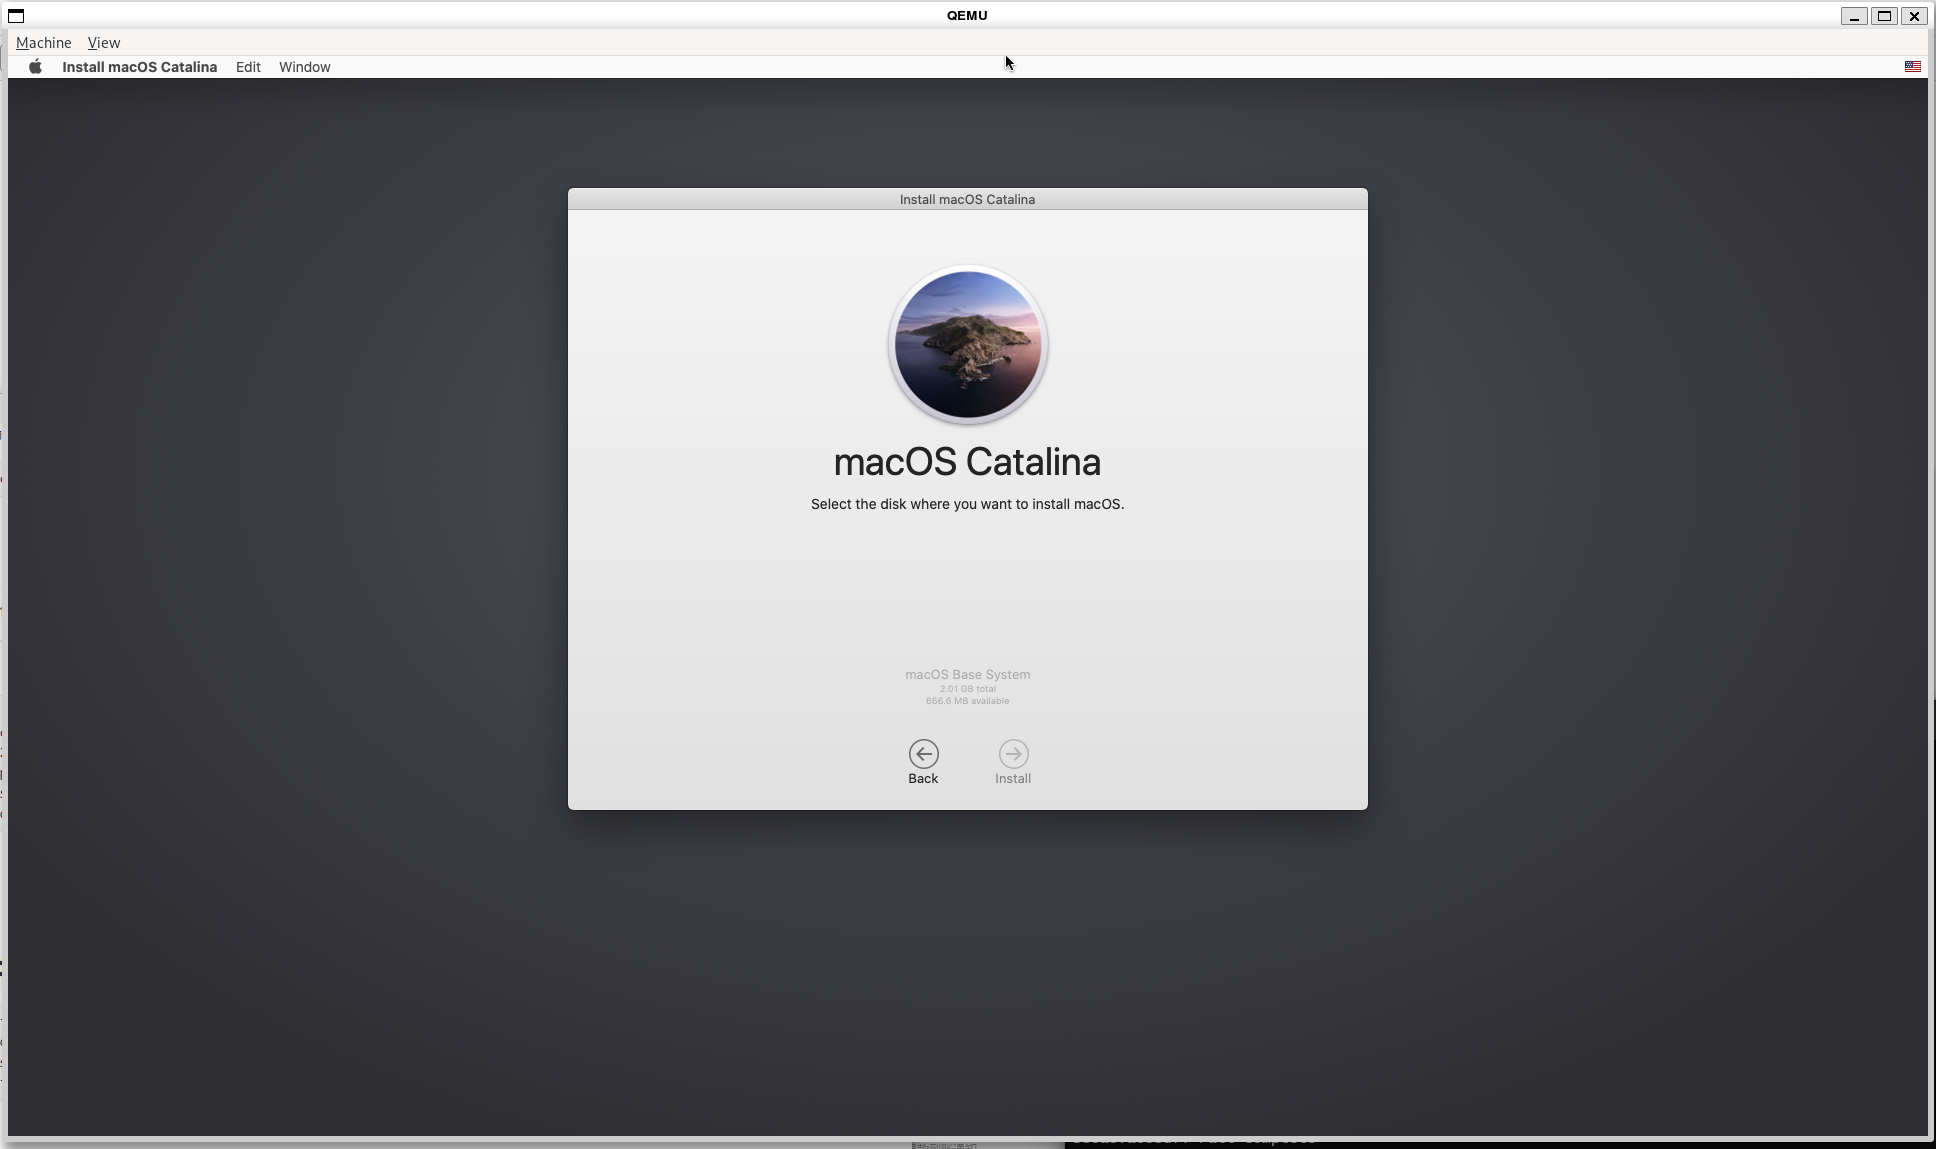 QEMU
Machine View
Install macOS Catalina Edit Window
Install macOS Catalina
macOS Catalina
Select the disk where you want to install macOS.
macOS Base System
2.01 GB total
666.6 MB available
Back Install